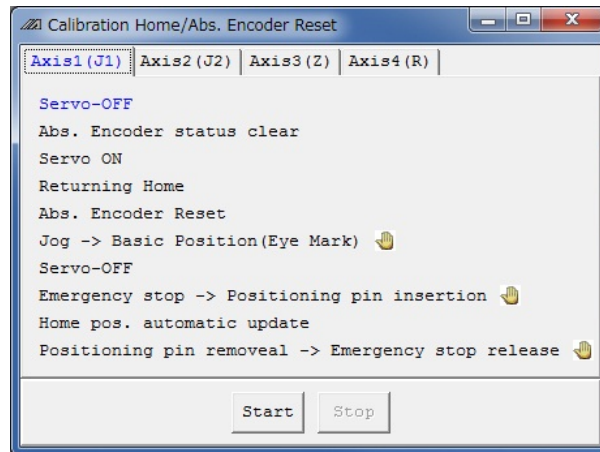 Calibration Home/Abs. Encoder Reset
Axis1(J1) Axis2(J2) Axis3(Z) Axis4(R)
Servo-OFF
Abs. Encoder status clear
Servo ON
Returning Home
Abs. Encoder Reset
Jog -> Basic Position(Eye Mark)
Servo-OFF
Emergency stop -> Positioning pin insertion
Home pos. automatic update
Positioning pin removeal -> Emergency stop release
Start Stop